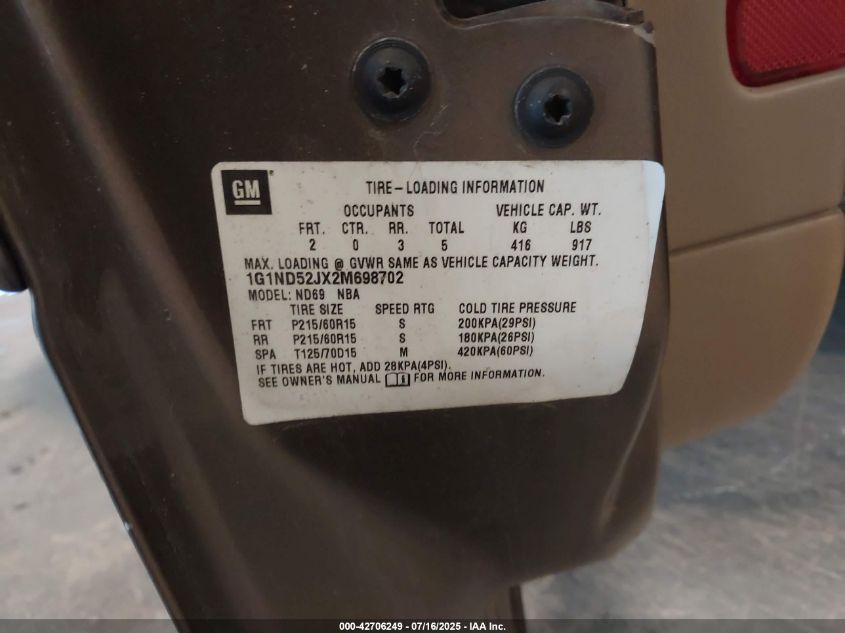 GM
TIRE-LOADING INFORMATION
OCCUPANTS VEHICLE CAP. WT.
FRT. CTR. RR. TOTAL KG LBS
2 0 3 5 416 917
MAX. LOADING @ GVWR SAME AS VEHICLE CAPACITY WEIGHT.
1G1ND52JX2M698702
MODEL: ND69 NBA
TIRE SIZE SPEED RTG COLD TIRE PRESSURE
FRT P215/60R15 S 200KPA(29PSI)
RR P215/60R15 S 180KPA(26PSI)
SPA T125/70D15 M 420KPA(60PSI)
IF TIRES ARE HOT, ADD 28KPA(4PSI).
SEE OWNER'S MANUAL FOR MORE INFORMATION.
000-42706249 - 07/16/2025 - IAA Inc.